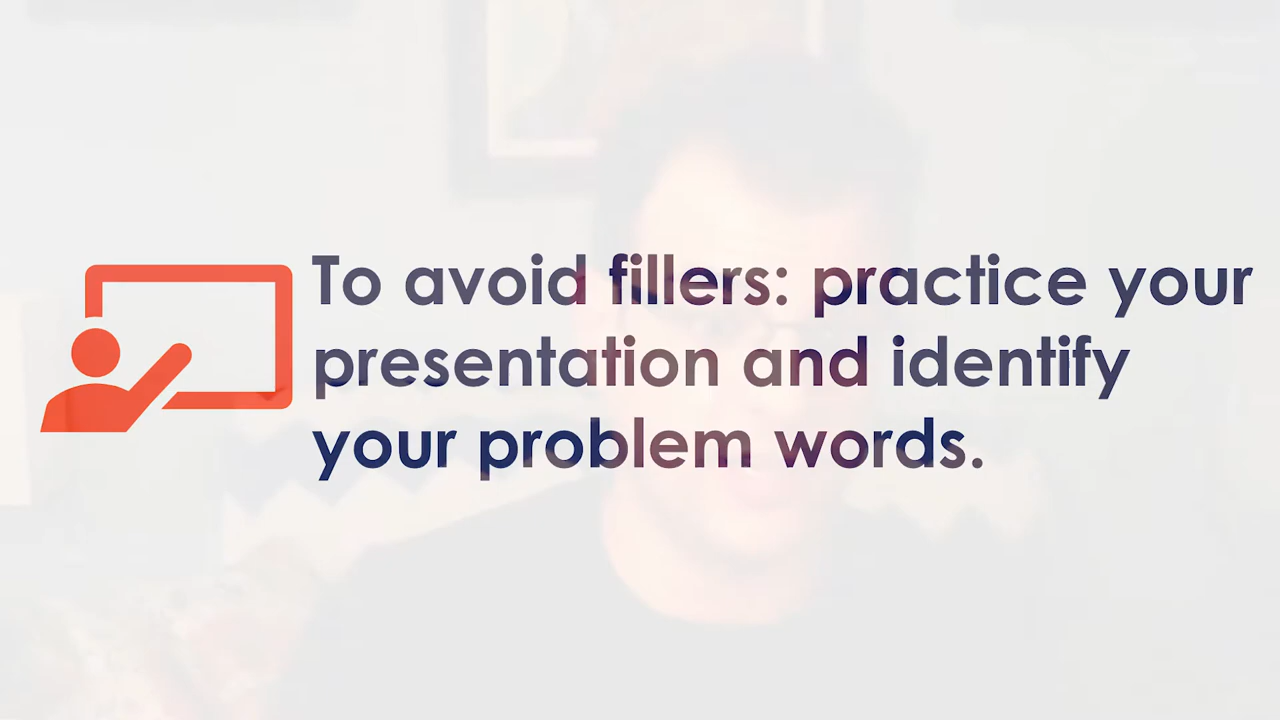 To avoid fillers: practice your
presentation and identify
your problem words.